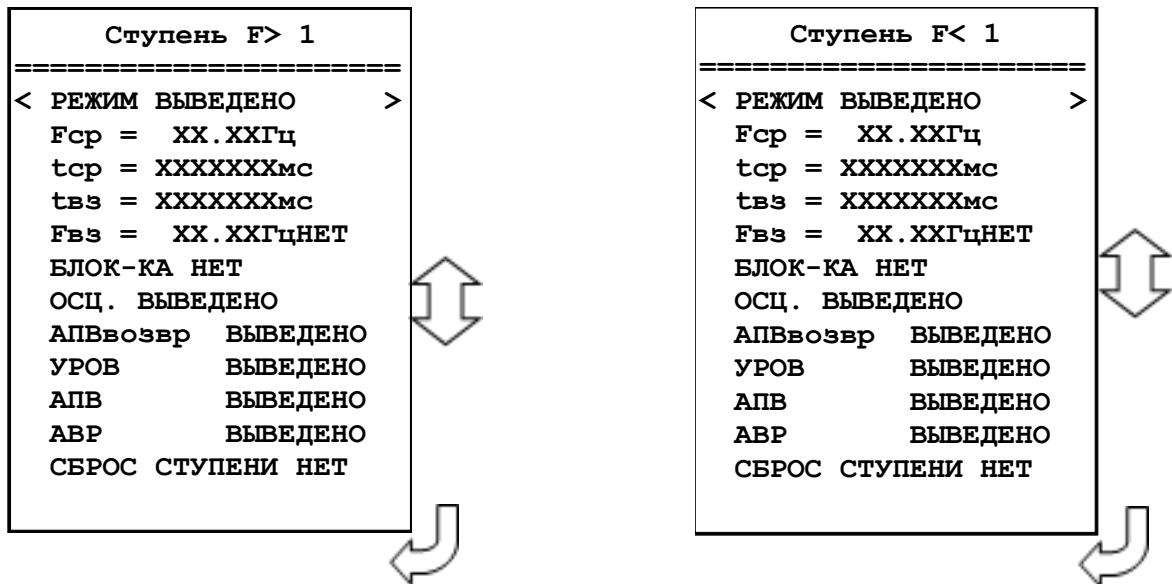 Ступень F> 1
======================
< РЕЖИМ ВЫВЕДЕНО >
Fср = XX.XXГц
tср = XXXXXXXмс
tвз = XXXXXXXмс
Fвз = XX.XXГцНЕТ
БЛОК-КА НЕТ
ОСЦ. ВЫВЕДЕНО
АПВвозвр ВЫВЕДЕНО
УРОВ ВЫВЕДЕНО
АПВ ВЫВЕДЕНО
АВР ВЫВЕДЕНО
СБРОС СТУПЕНИ НЕТ
Ступень F< 1
======================
< РЕЖИМ ВЫВЕДЕНО >
Fср = XX.XXГц
tср = XXXXXXXмс
tвз = XXXXXXXмс
Fвз = XX.XXГцНЕТ
БЛОК-КА НЕТ
ОСЦ. ВЫВЕДЕНО
АПВвозвр ВЫВЕДЕНО
УРОВ ВЫВЕДЕНО
АПВ ВЫВЕДЕНО
АВР ВЫВЕДЕНО
СБРОС СТУПЕНИ НЕТ